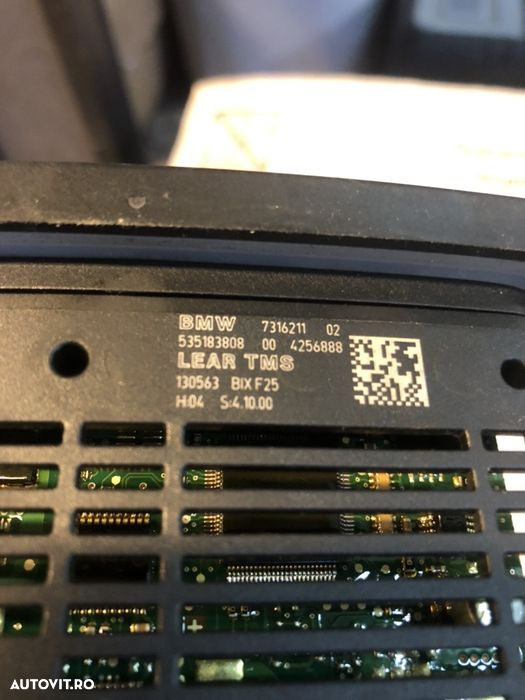 BMW 7316211 02
535183808 00 4256888
LEAR TMS
130563 BIX F25
H:04 S:4.10.00
AUTOVIT.RO